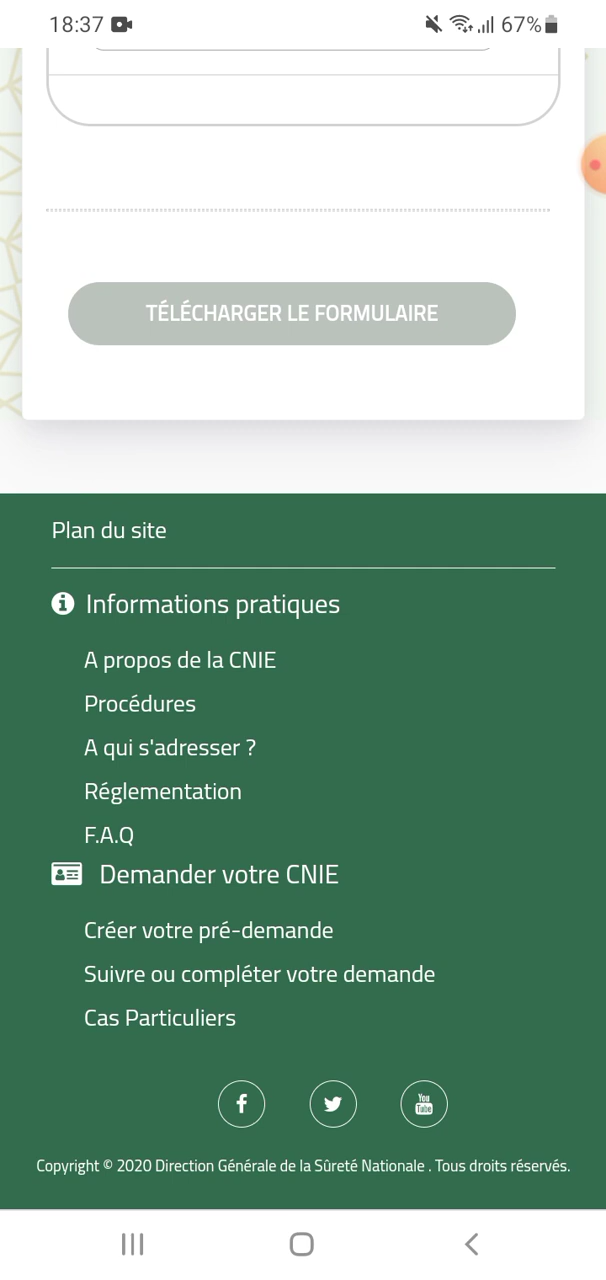 18:37
67%
TÉLÉCHARGER LE FORMULAIRE
Plan du site
Informations pratiques
A propos de la CNIE
Procédures
A qui s'adresser ?
Réglementation
F.A.Q
Demander votre CNIE
Créer votre pré-demande
Suivre ou compléter votre demande
Cas Particuliers
You
Tube
Copyright © 2020 Direction Générale de la Sûreté Nationale . Tous droits réservés.